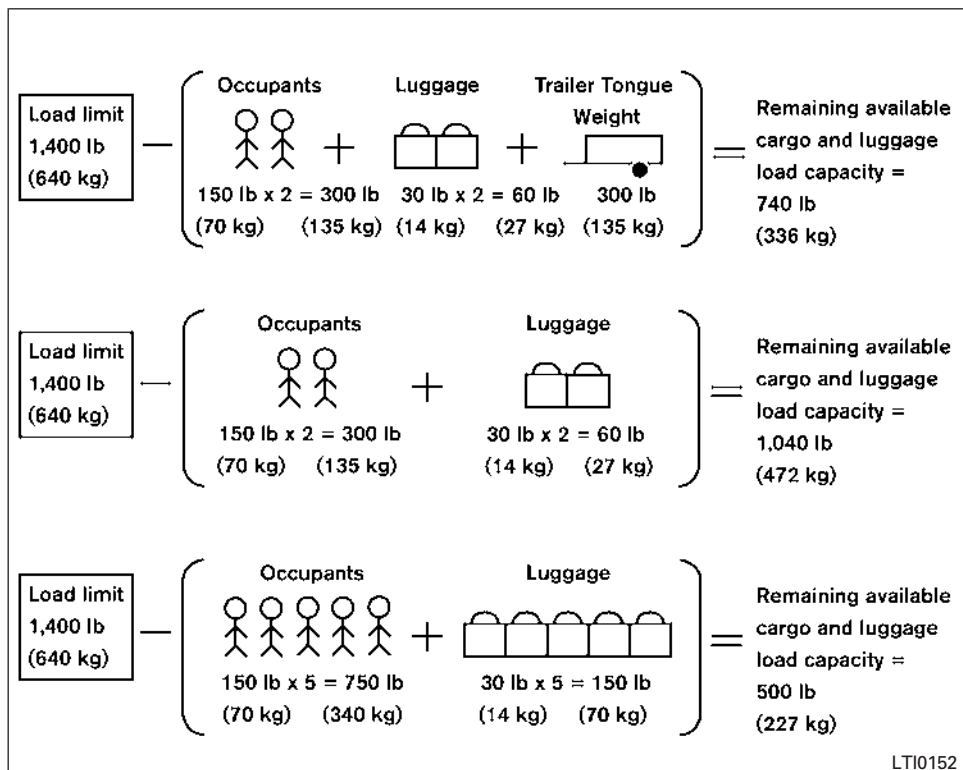 Load limit
1,400 lb
(640 kg)
—
Occupants
+
Luggage
+
Trailer Tongue
Weight
150 lb x 2 = 300 lb
30 lb x 2 = 60 lb
300 lb
(70 kg) (135 kg)
(14 kg) (27 kg)
(135 kg)
=
Remaining available
cargo and luggage
load capacity =
740 lb
(336 kg)
Load limit
1,400 lb
(640 kg)
—
Occupants
+
Luggage
150 lb x 2 = 300 lb
30 lb x 2 = 60 lb
(70 kg) (135 kg)
(14 kg) (27 kg)
=
Remaining available
cargo and luggage
load capacity =
1,040 lb
(472 kg)
Load limit
1,400 lb
(640 kg)
—
Occupants
+
Luggage
150 lb x 5 = 750 lb
30 lb x 5 = 150 lb
(70 kg) (340 kg)
(14 kg) (70 kg)
=
Remaining available
cargo and luggage
load capacity =
500 lb
(227 kg)
LTI0152